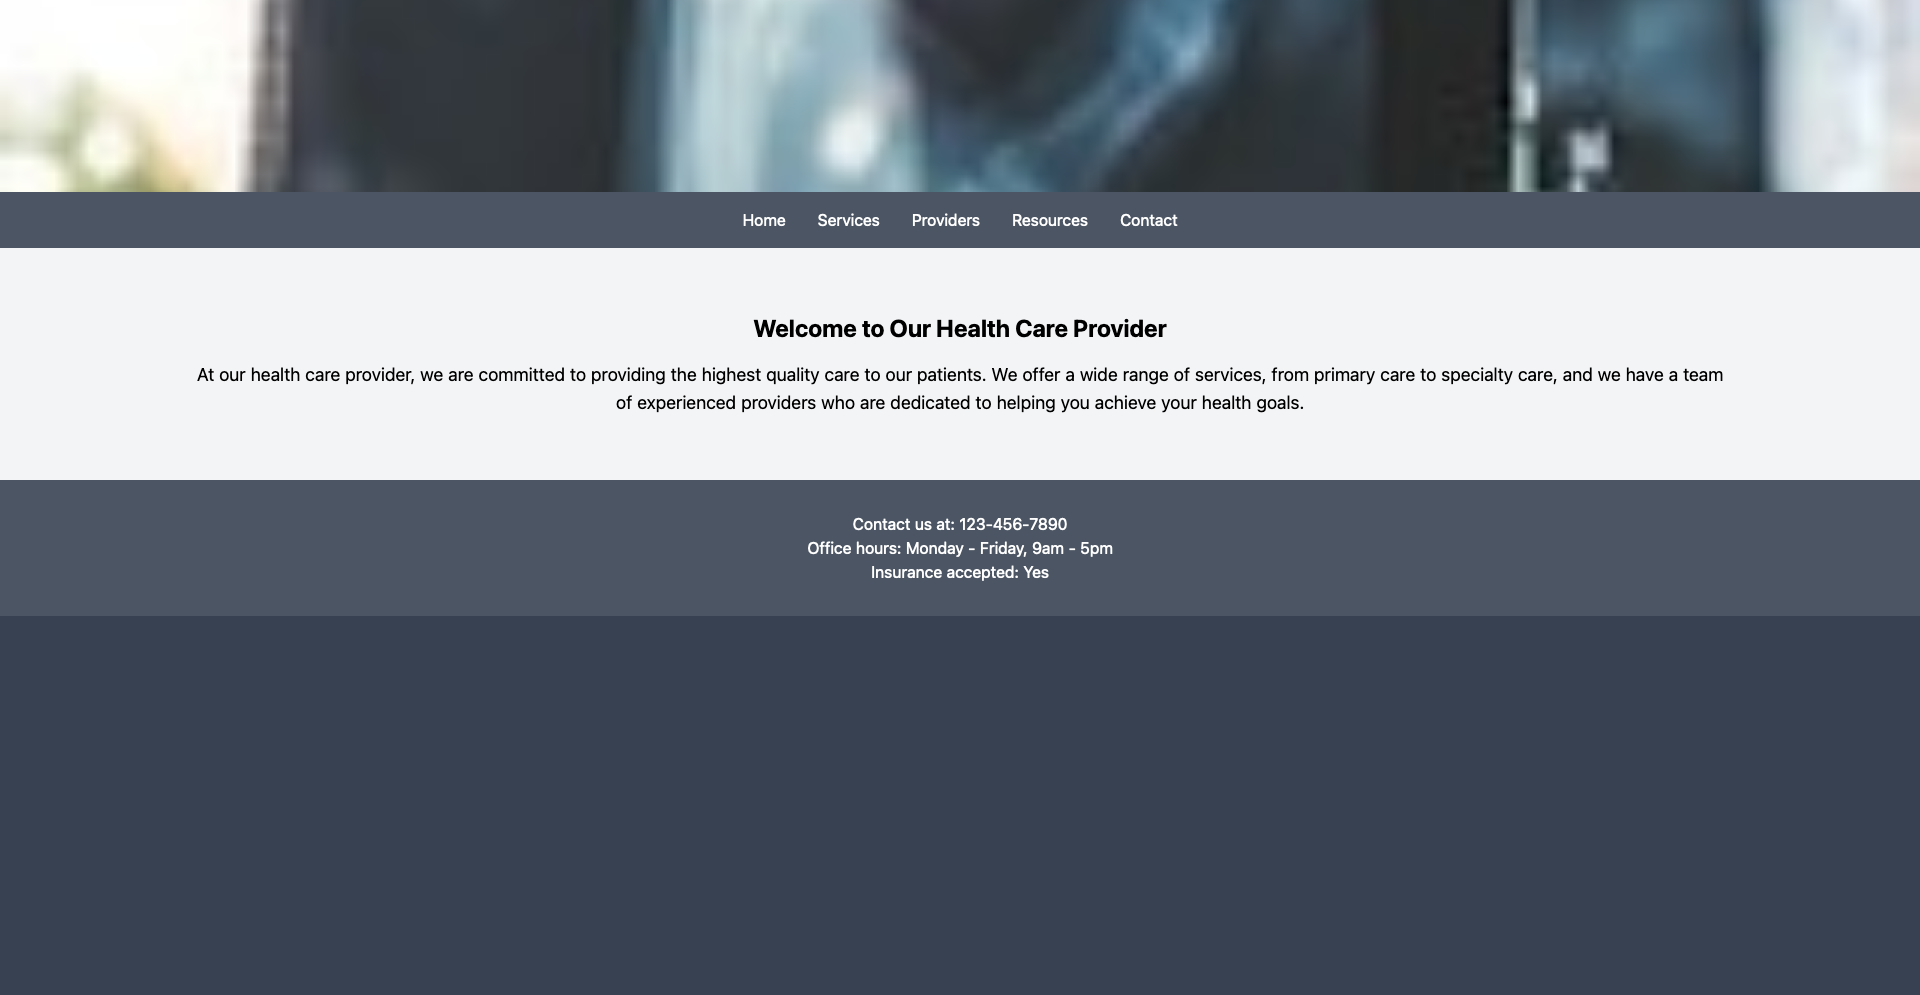 Home Services Providers Resources Contact
Welcome to Our Health Care Provider
At our health care provider, we are committed to providing the highest quality care to our patients. We offer a wide range of services, from primary care to specialty care, and we have a team
of experienced providers who are dedicated to helping you achieve your health goals.
Contact us at: 123-456-7890
Office hours: Monday - Friday, 9am - 5pm
Insurance accepted: Yes